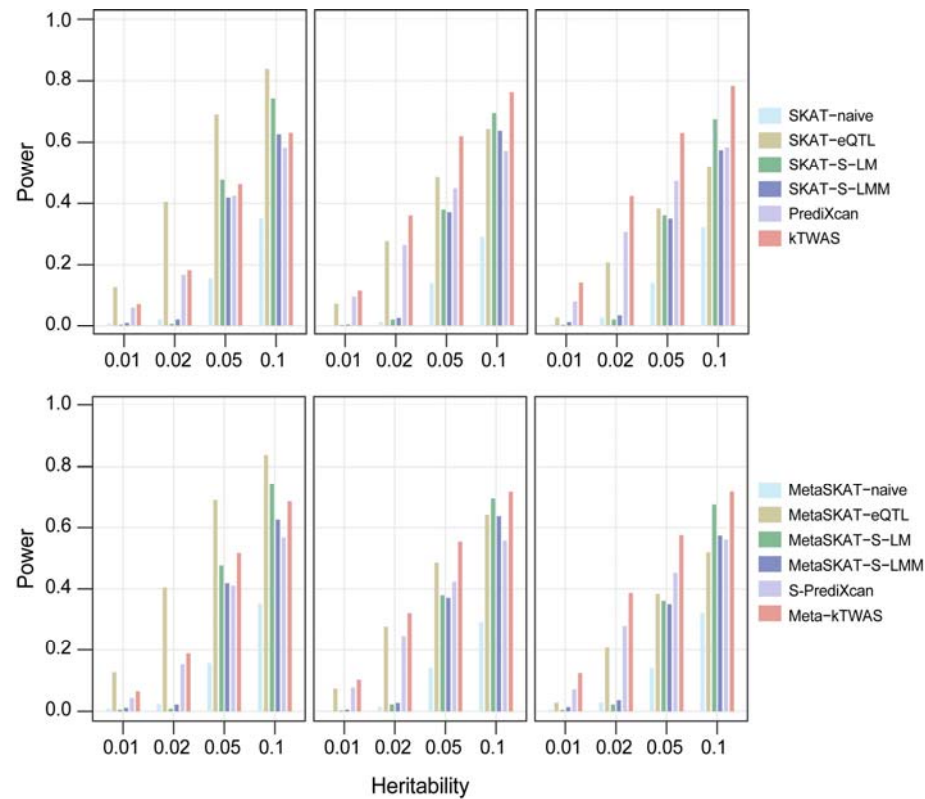 1.0
0.8
0.6
0.4
0.2
0.0
Power
0.01 0.02 0.05 0.1
0.01 0.02 0.05 0.1
0.01 0.02 0.05 0.1
SKAT−naive
SKAT−eQTL
SKAT−S−LM
SKAT−S−LMM
PrediXcan
kTWAS
1.0
0.8
0.6
0.4
0.2
0.0
Power
0.01 0.02 0.05 0.1
0.01 0.02 0.05 0.1
0.01 0.02 0.05 0.1
MetaSKAT−naive
MetaSKAT−eQTL
MetaSKAT−S−LM
MetaSKAT−S−LMM
S-PrediXcan
Meta−kTWAS
Heritability